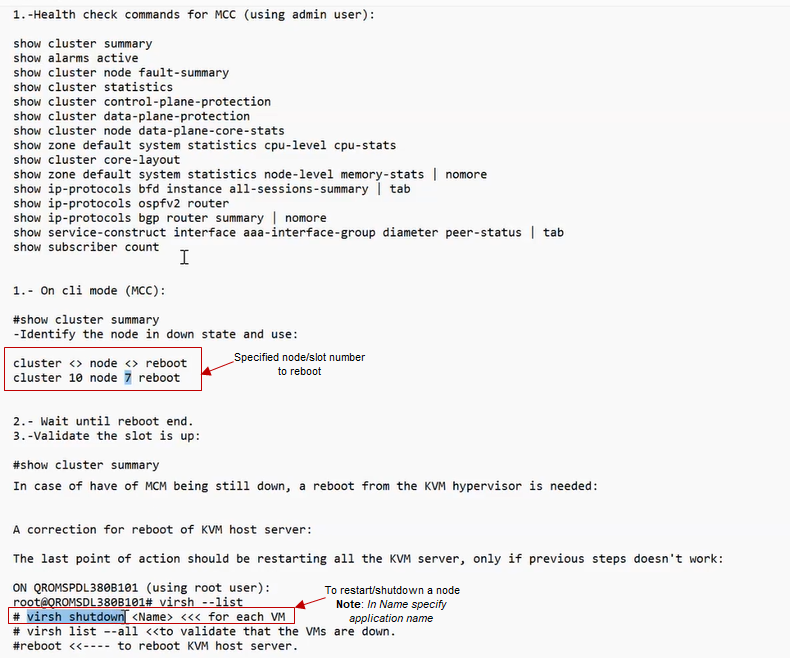 1.-Health check commands for MCC (using admin user):
show cluster summary
show alarms active
show cluster node fault-summary
show cluster statistics
show cluster control-plane-protection
show cluster data-plane-protection
show cluster node data-plane-core-stats
show zone default system statistics cpu-level cpu-stats
show cluster core-layout
show zone default system statistics node-level memory-stats | nomore
show ip-protocols bfd instance all-sessions-summary | tab
show ip-protocols ospfv2 router
show ip-protocols bgp router summary | nomore
show service-construct interface aaa-interface-group diameter peer-status | tab
show subscriber count
1.- On cli mode (MCC):
#show cluster summary
-Identify the node in down state and use:
cluster <> node <> reboot
cluster 10 node 7 reboot
Specified node/slot number
to reboot
2.- Wait until reboot end.
3.-Validate the slot is up:
#show cluster summary
In case of have of MCM being still down, a reboot from the KVM hypervisor is needed:
A correction for reboot of KVM host server:
The last point of action should be restarting all the KVM server, only if previous steps doesn't work:
ON QROMSPDL380B101 (using root user):
root@QROMSDL380B101# virsh --list
# virsh shutdown <Name> <<< for each VM
To restart/shutdown a node
Note: In Name specify
application name
# virsh list --all <<to validate that the VMs are down.
#reboot <<---- to reboot KVM host server.